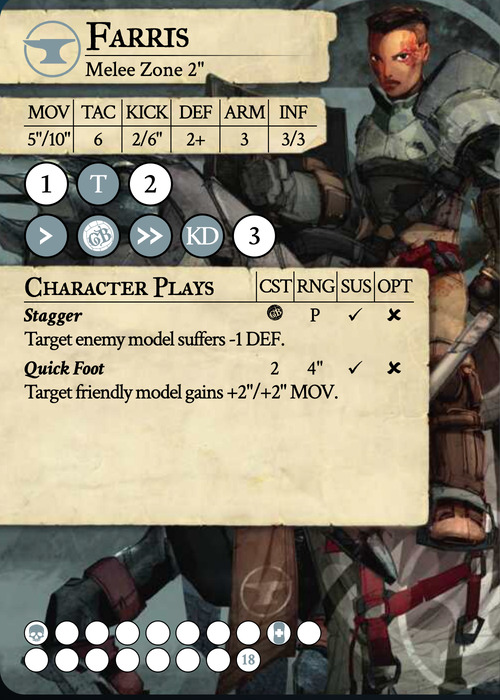 FARRIS
Melee Zone 2"
MOV TAC KICK DEF ARM INF
5"/10" 6 2/6" 2+ 3 3/3
1 T 2
> GB >> KD 3
CHARACTER PLAYS CST RNG SUS OPT
Stagger GB P ✓ ✘
Target enemy model suffers -1 DEF.
Quick Foot 2 4" ✓ ✘
Target friendly model gains +2"/+2" MOV.
18